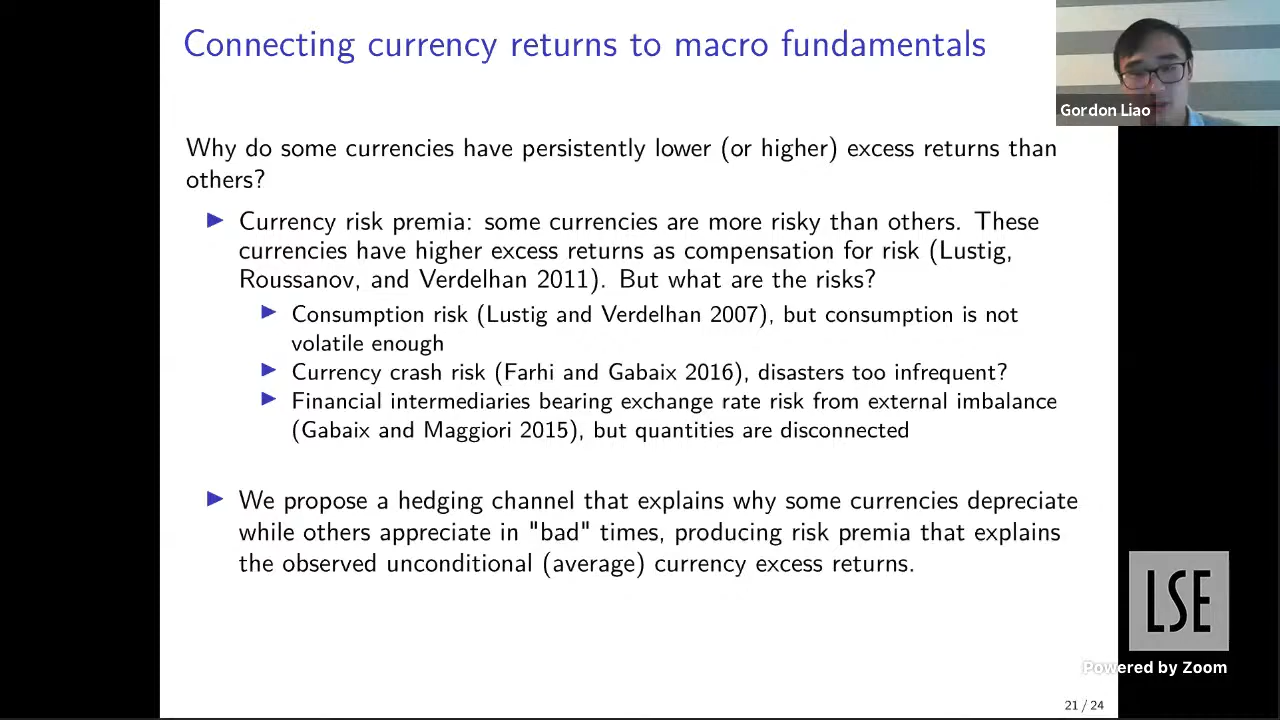 Connecting currency returns to macro fundamentals
Gordon Liao
Why do some currencies have persistently lower (or higher) excess returns than
others?
Currency risk premia: some currencies are more risky than others. These
currencies have higher excess returns as compensation for risk (Lustig,
Roussanov, and Verdelhan 2011). But what are the risks?
Consumption risk (Lustig and Verdelhan 2007), but consumption is not
volatile enough
Currency crash risk (Farhi and Gabaix 2016), disasters too infrequent?
Financial intermediaries bearing exchange rate risk from external imbalance
(Gabaix and Maggiori 2015), but quantities are disconnected
We propose a hedging channel that explains why some currencies depreciate
while others appreciate in "bad" times, producing risk premia that explains
the observed unconditional (average) currency excess returns.
LSE
Powered by Zoom
21 / 24